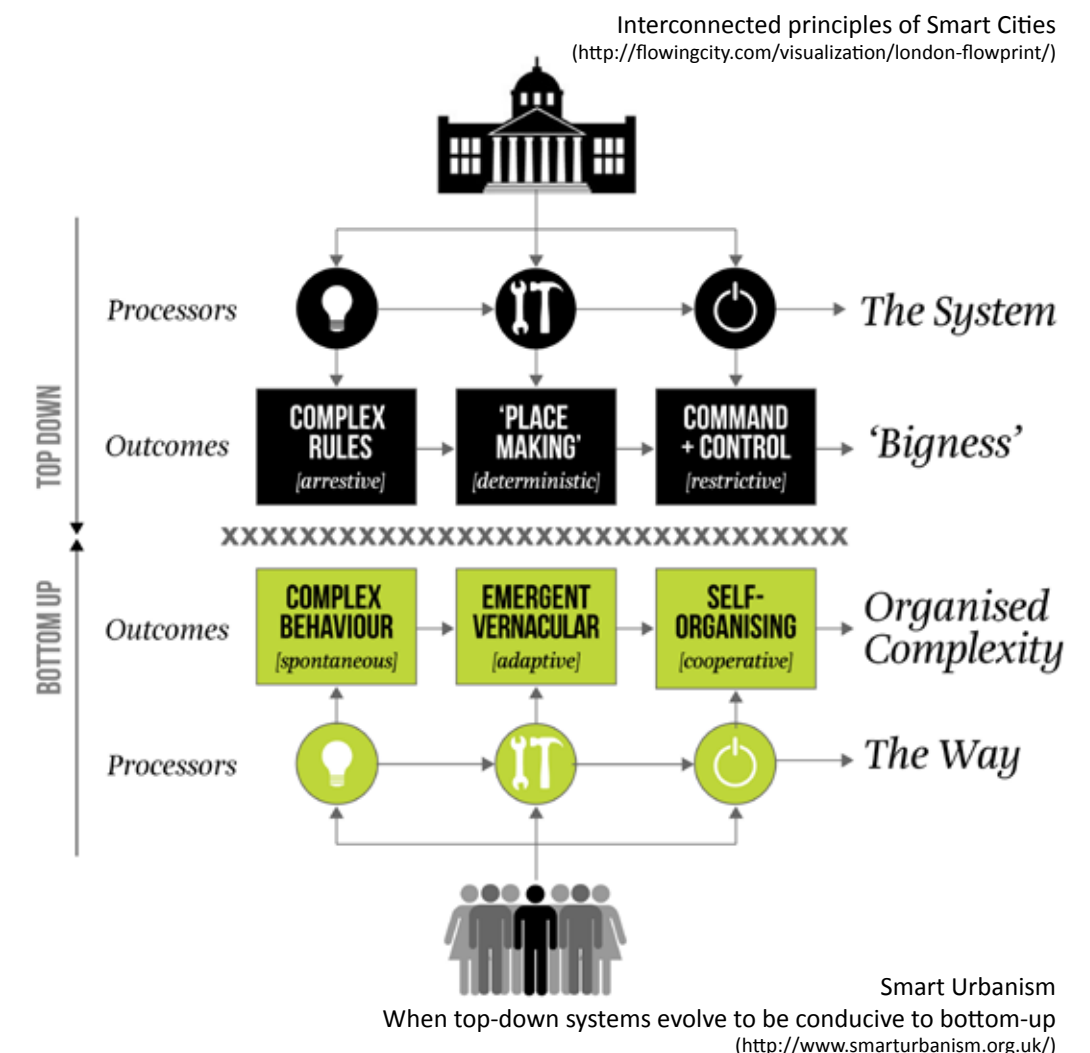 Interconnected principles of Smart Cities
(http://flowingcity.com/visualization/london-flowprint/)
TOP DOWN
Processors
The System
Outcomes
COMPLEX
RULES
[arrestive]
'PLACE
MAKING'
[deterministic]
COMMAND
+ CONTROL
[restrictive]
'Bigness'
XXXXXXXXXXXXXXXXXXXXXXXXXXXXXXXX
BOTTOM UP
Outcomes
COMPLEX
BEHAVIOUR
[spontaneous]
EMERGENT
VERNACULAR
[adaptive]
SELF-
ORGANISING
[cooperative]
Organised
Complexity
Processors
The Way
Smart Urbanism
When top-down systems evolve to be conducive to bottom-up
(http://www.smarturbanism.org.uk/)